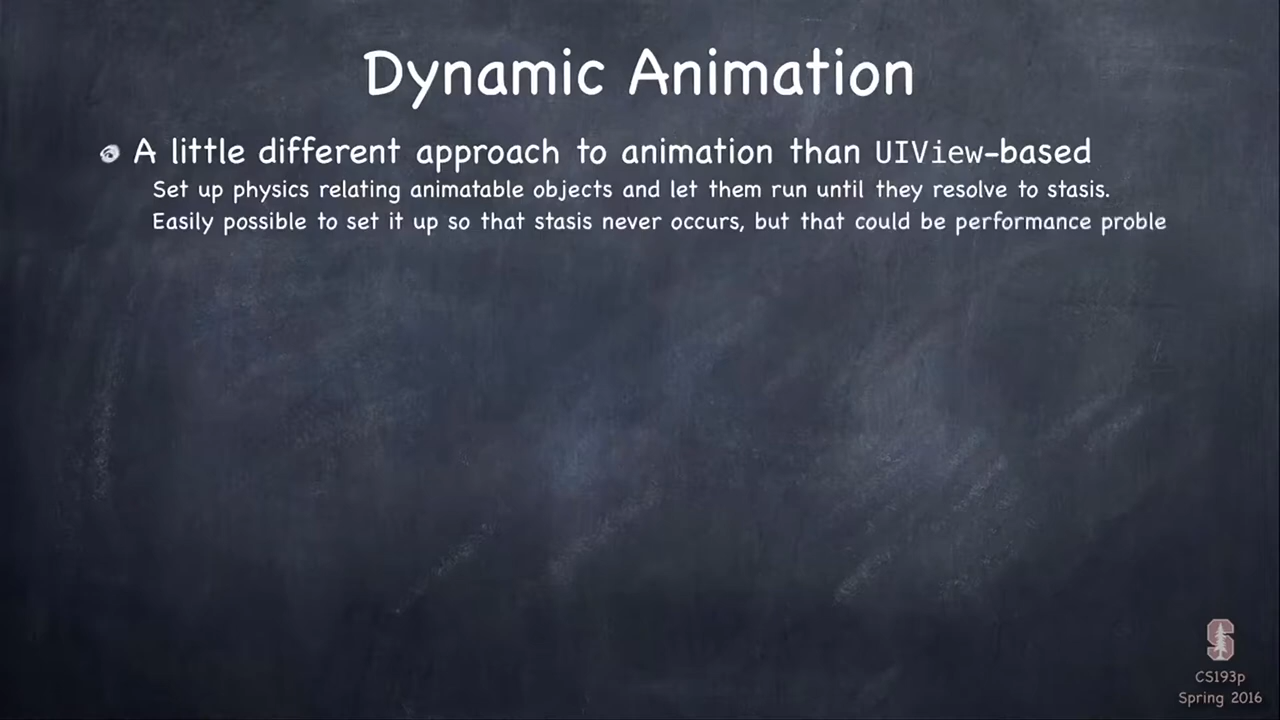 Dynamic Animation
A little different approach to animation than UIView-based
Set up physics relating animatable objects and let them run until they resolve to stasis.
Easily possible to set it up so that stasis never occurs, but that could be performance proble
S
CS193p
Spring 2016